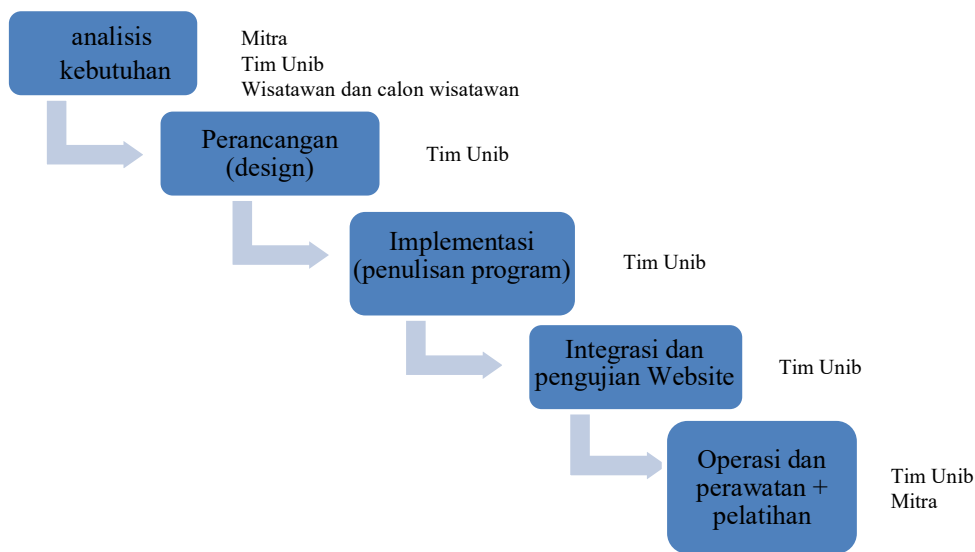 analisis
kebutuhan
Mitra
Tim Unib
Wisatawan dan calon wisatawan
Perancangan
(design)
Tim Unib
Implementasi
(penulisan program)
Tim Unib
Integrasi dan
pengujian Website
Tim Unib
Operasi dan
perawatan +
pelatihan
Tim Unib
Mitra